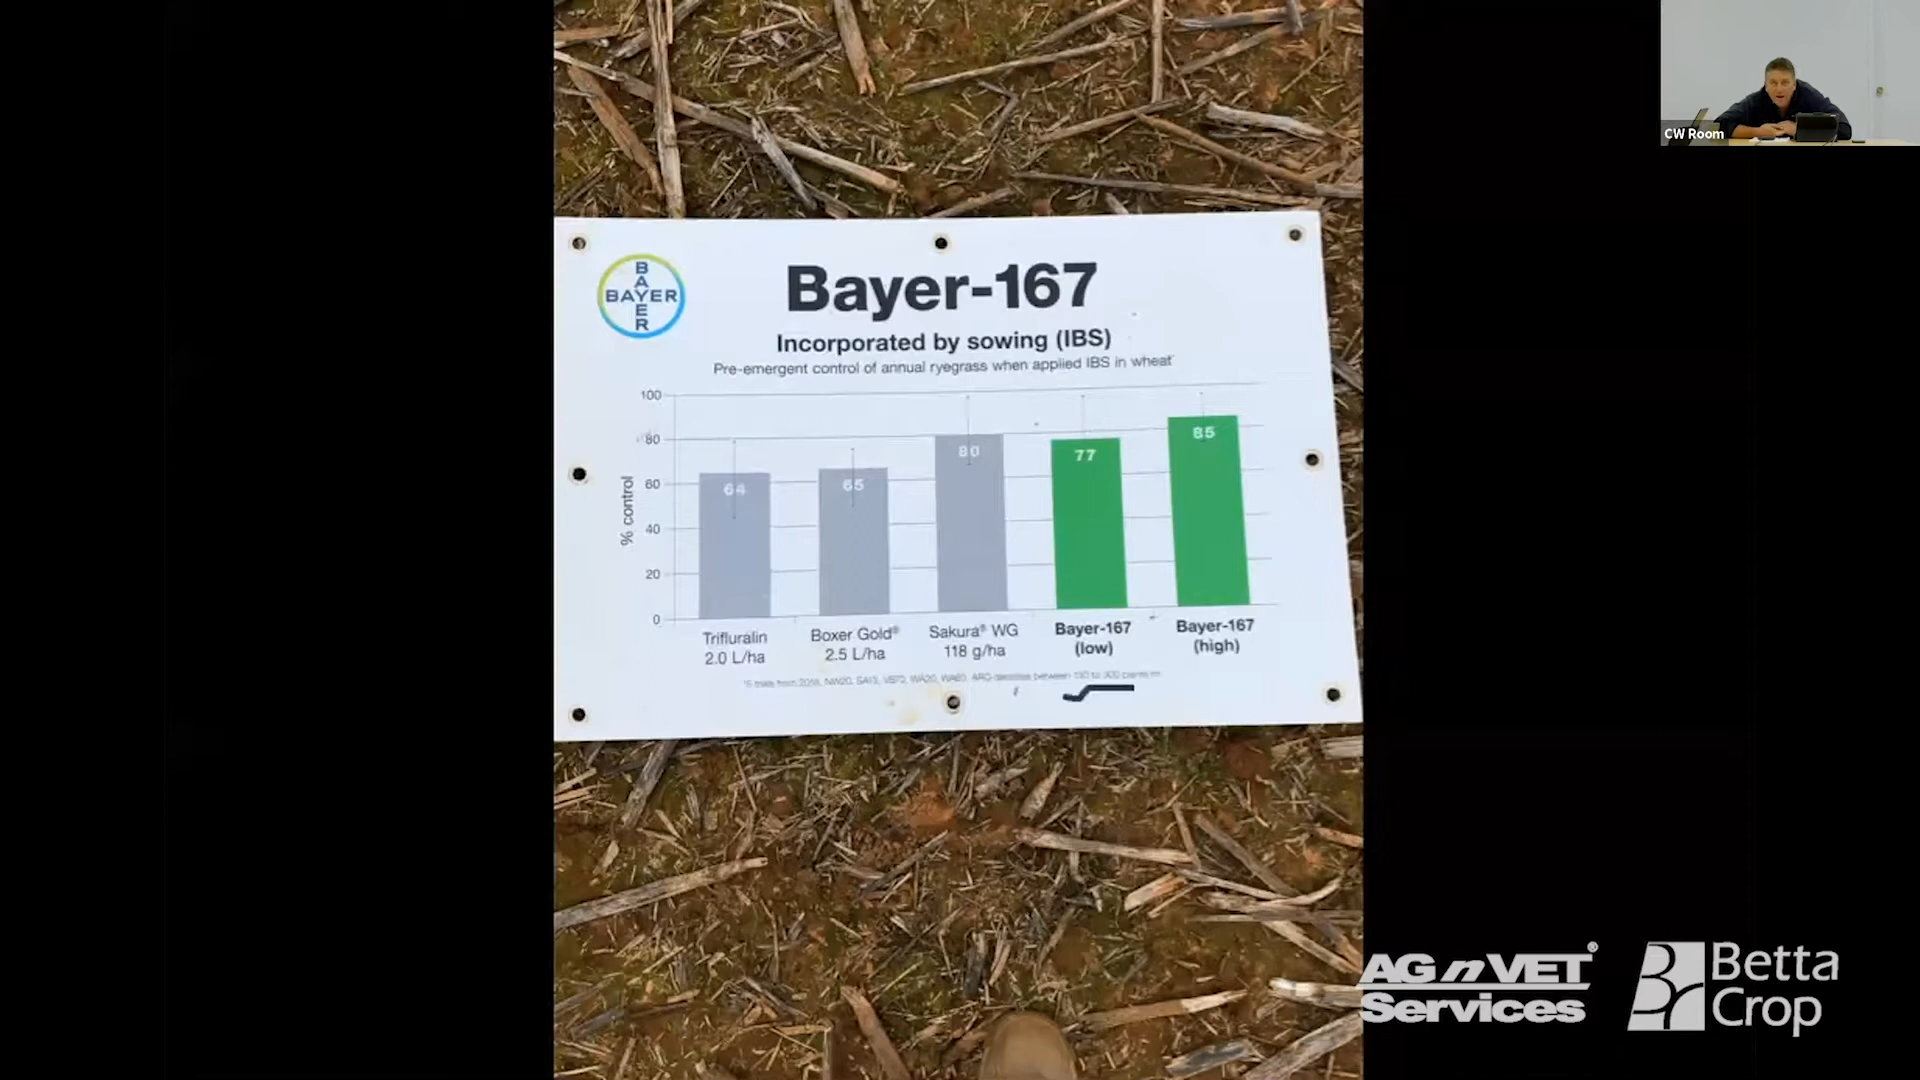 CW Room
BAYER
BAYER
Bayer-167
Incorporated by sowing (IBS)
Pre-emergent control of annual ryegrass when applied IBS in wheat
% control
100
80
60
40
20
0
64
65
80
77
85
Trifluralin
2.0 L/ha
Boxer Gold®
2.5 L/ha
Sakura® WG
118 g/ha
Bayer-167
(low)
Bayer-167
(high)
AGnVET®
Services
Betta
Crop